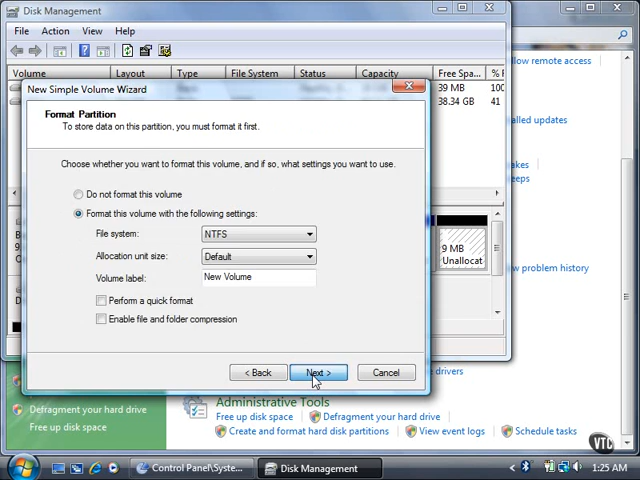 Disk Management
File Action View Help
Volume Layout Type File System Status Capacity Free Spa... %
39 MB 100
38.34 GB 41
New Simple Volume Wizard
Format Partition
To store data on this partition, you must format it first.
Choose whether you want to format this volume, and if so, what settings you want to use.
Do not format this volume
Format this volume with the following settings:
File system: NTFS
Allocation unit size: Default
Volume label: New Volume
Perform a quick format
Enable file and folder compression
< Back Next > Cancel
9 MB
Unallocat
llow remote access
alled updates
eeps
ow problem history
drivers
Defragment your hard drive
Free up disk space
Administrative Tools
Free up disk space Defragment your hard drive
Create and format hard disk partitions View event logs Schedule tasks
VTC
Control Panel\Syste... Disk Management 1:25 AM